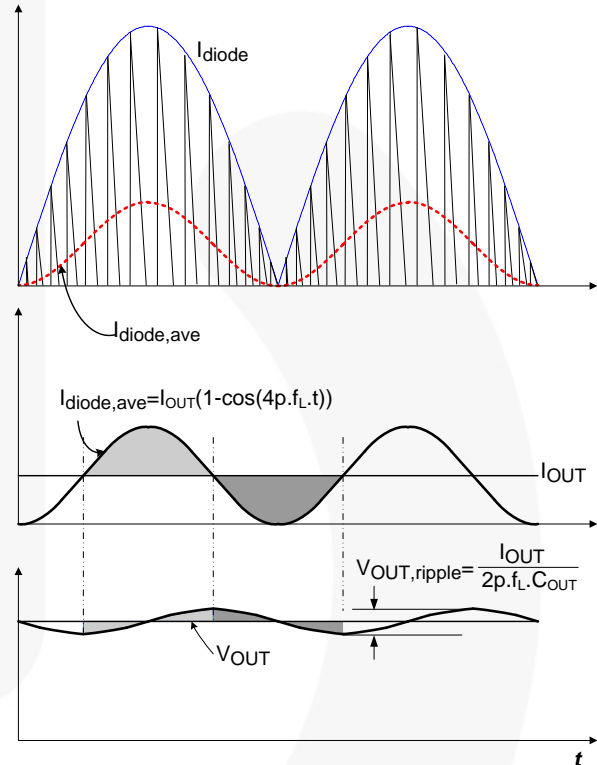 Idiode
Idiode,ave
Idiode,ave=IOUT(1-cos(4p.fL.t))
IOUT
VOUT,ripple= IOUT
2p.fL.COUT
VOUT
t